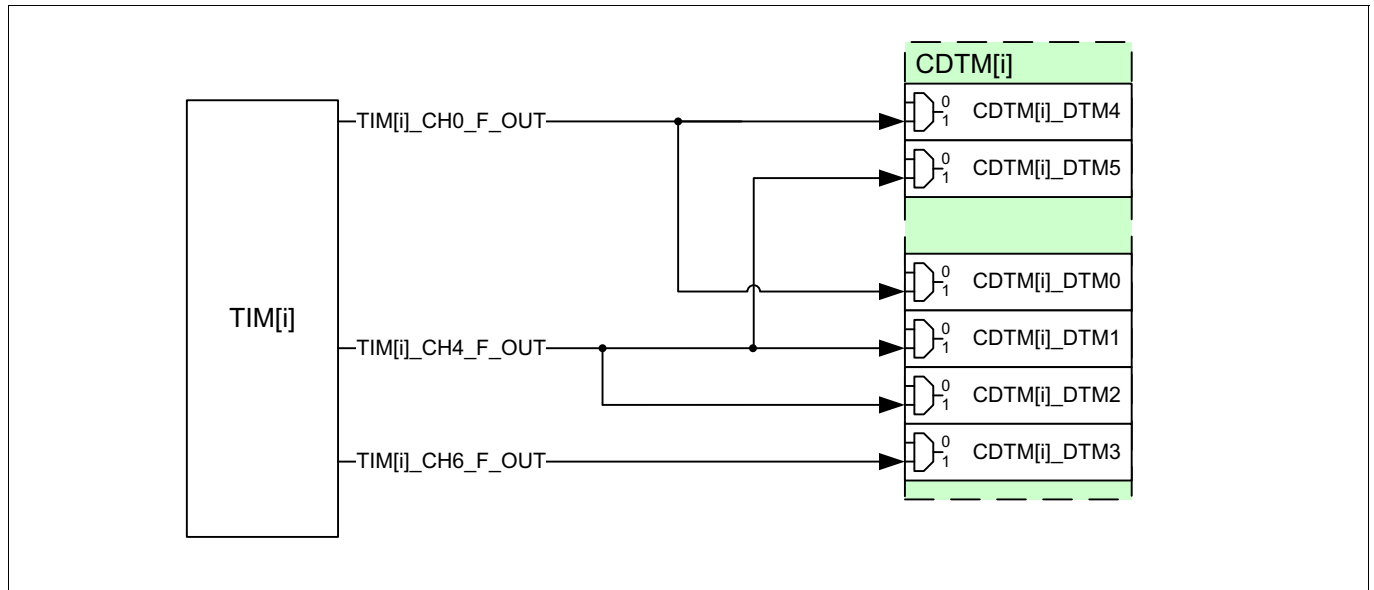 CDTM[i]
TIM[i]_CH0_F_OUT
0
1
CDTM[i]_DTM4
0
1
CDTM[i]_DTM5
0
1
CDTM[i]_DTM0
TIM[i]
TIM[i]_CH4_F_OUT
0
1
CDTM[i]_DTM1
0
1
CDTM[i]_DTM2
TIM[i]_CH6_F_OUT
0
1
CDTM[i]_DTM3